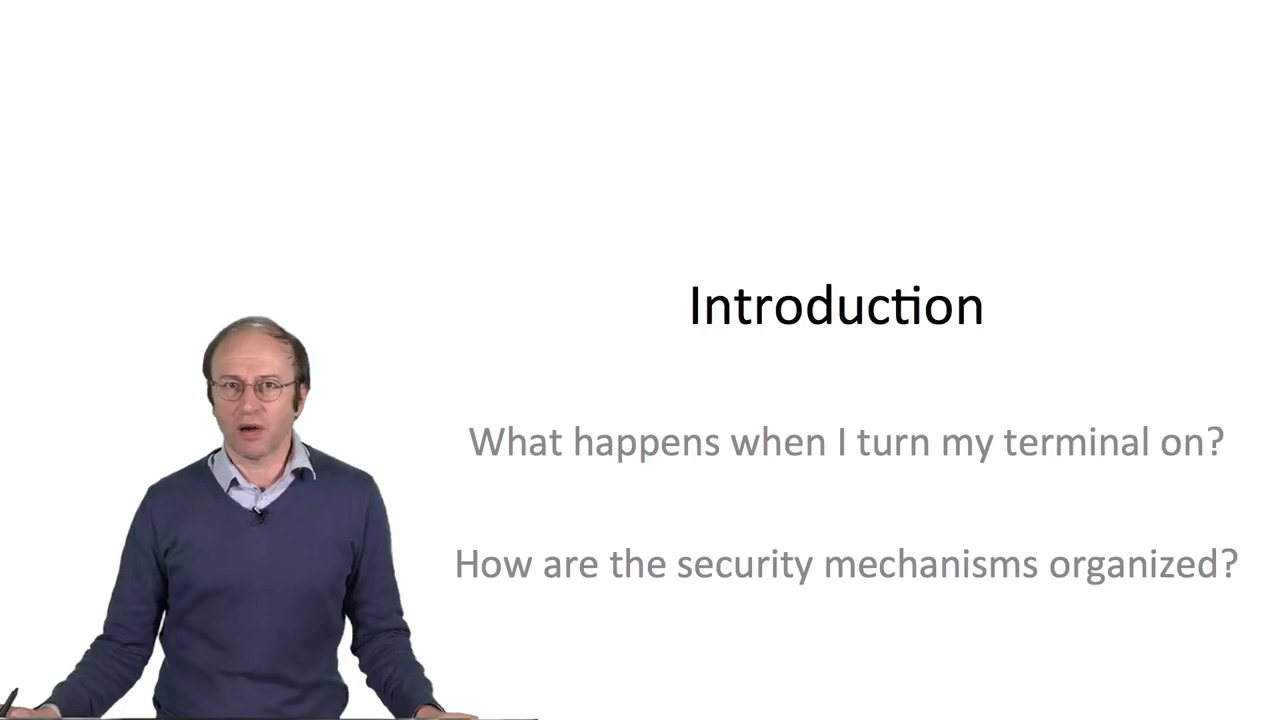 Introduction
What happens when I turn my terminal on?
How are the security mechanisms organized?